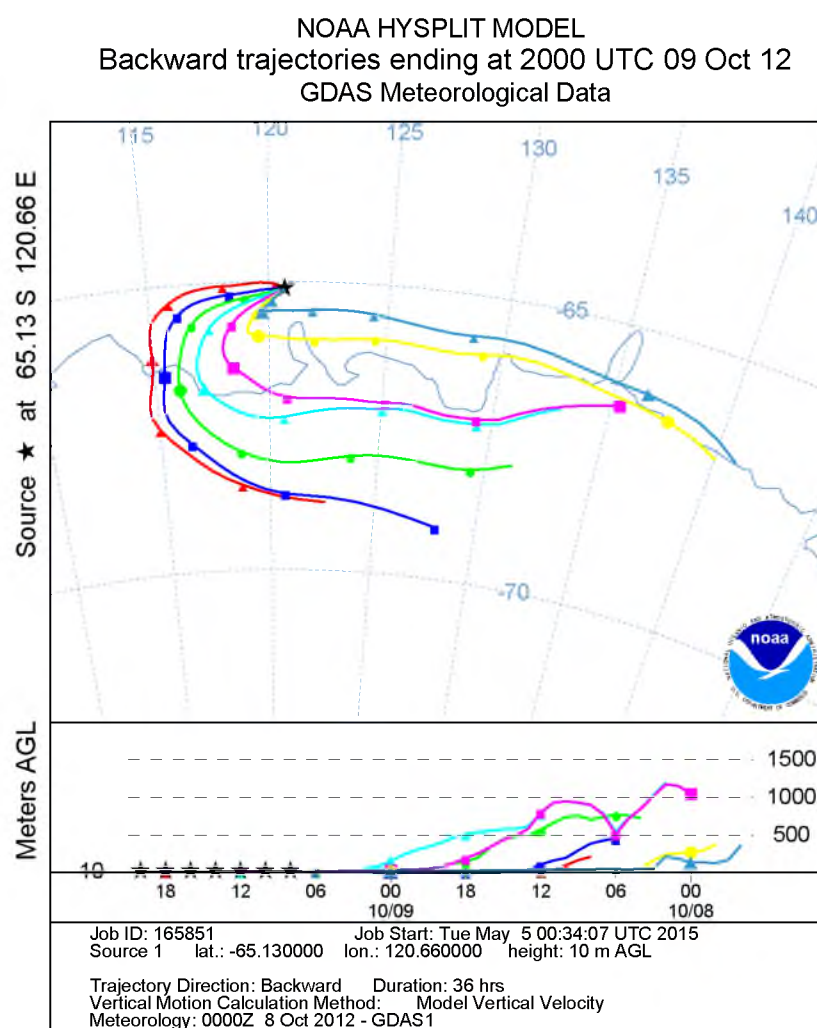 NOAA HYSPLIT MODEL
Backward trajectories ending at 2000 UTC 09 Oct 12
GDAS Meteorological Data
Source ★ at 65.13 S 120.66 E
115
120
125
130
135
140
-65
-70
noaa
Meters AGL
1500
1000
500
10
18 12 06 00 18 12 06 00
10/09 10/08
Job ID: 165851 Job Start: Tue May 5 00:34:07 UTC 2015
Source 1 lat.: -65.130000 lon.: 120.660000 height: 10 m AGL
Trajectory Direction: Backward Duration: 36 hrs
Vertical Motion Calculation Method: Model Vertical Velocity
Meteorology: 0000Z 8 Oct 2012 - GDAS1